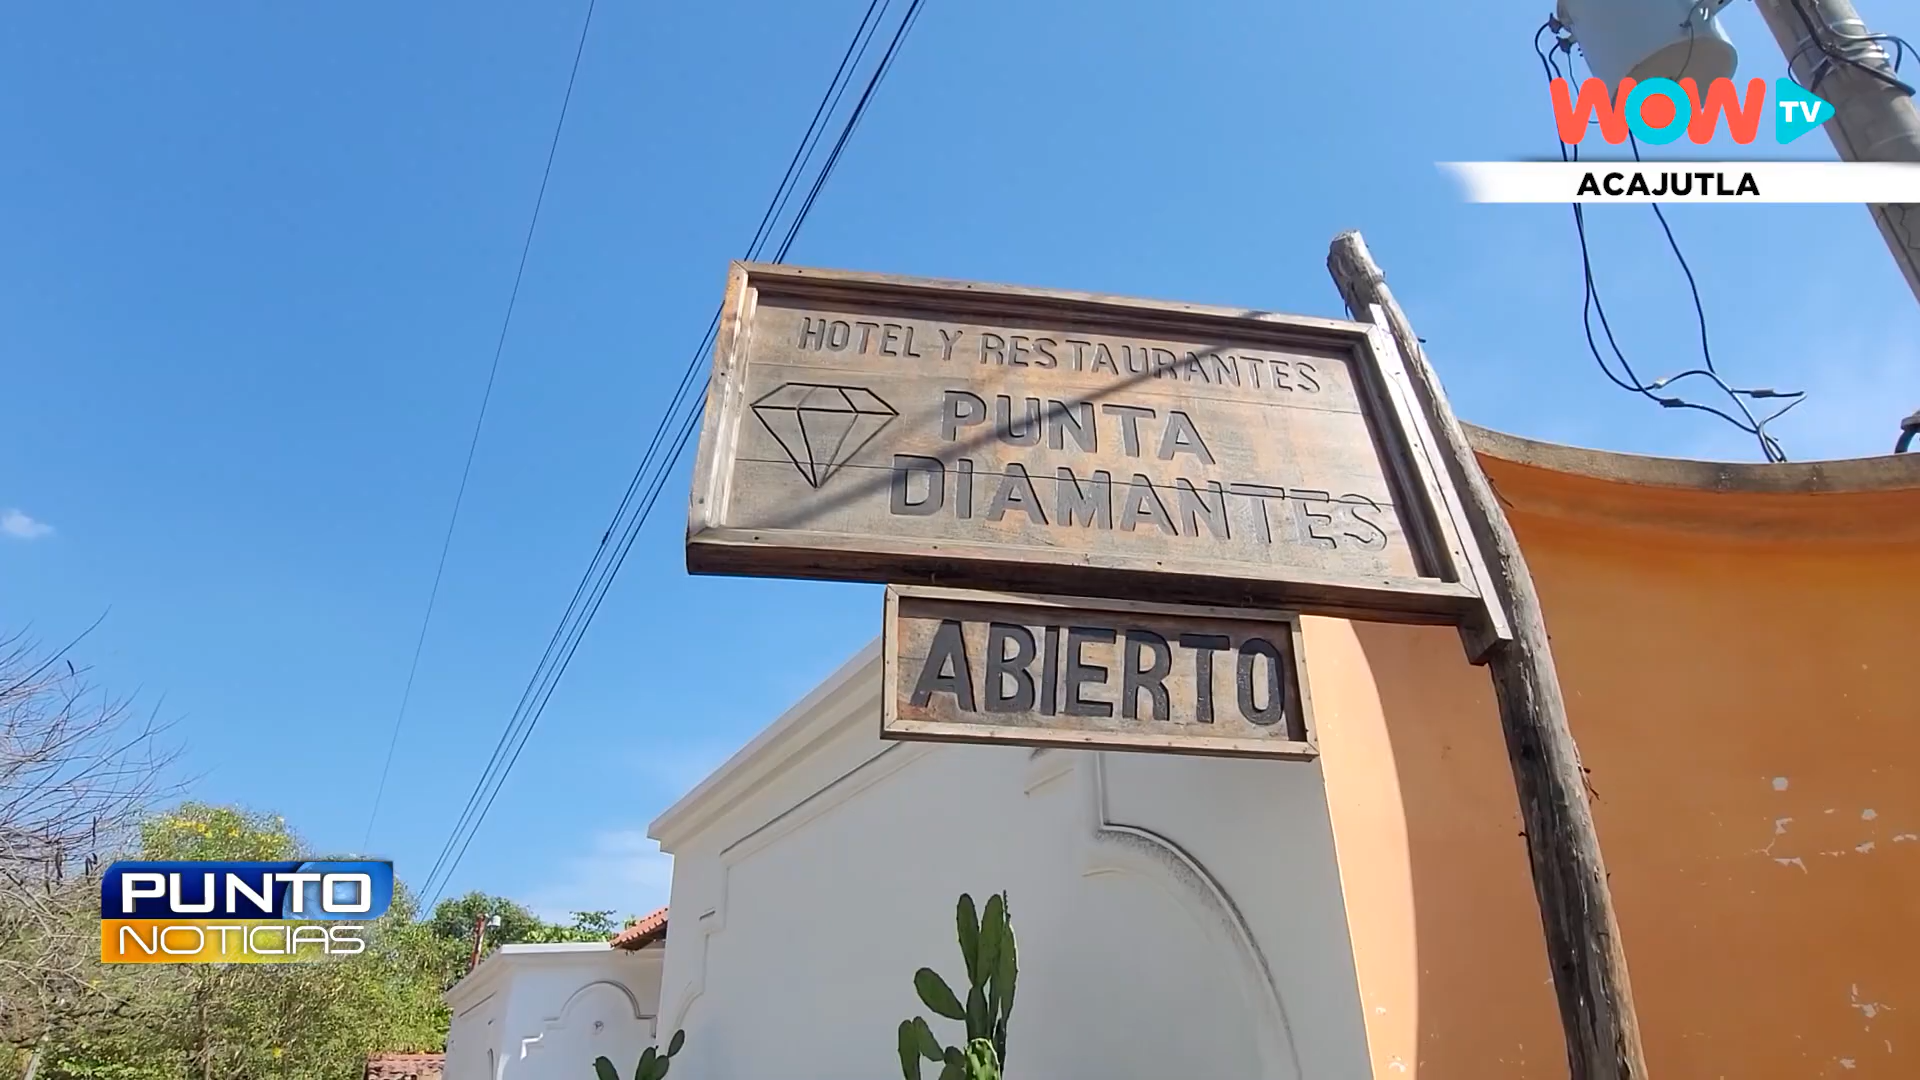 WOW TV
ACAJUTLA
HOTEL Y RESTAURANTES
PUNTA
DIAMANTES
ABIERTO
PUNTO
NOTICIAS